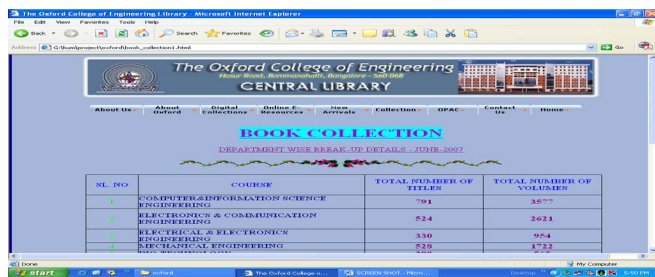 The Oxford College of Engineering Library - Microsoft Internet Explorer
File Edit View Favorites Tools Help
Back Search Favorites
Address G:\hum\project\oxford\book_collection1.html Go
The Oxford College of Engineering
Hosur Road, Bommanahalli, Bangalore - 560 068
CENTRAL LIBRARY
About Us About Oxford Digital Collections Online E-Resources New Arrivals Collection OPAC Contact Us Home
BOOK COLLECTION
DEPARTMENT WISE BREAK-UP DETAILS - JUNE-2007
SL. NO COURSE TOTAL NUMBER OF TITLES TOTAL NUMBER OF VOLUMES
1 COMPUTER&INFORMATION SCIENCE ENGINEERING 791 3577
2 ELECTRONICS & COMMUNICATION ENGINEERING 524 2621
3 ELECTRICAL & ELECTRONICS ENGINEERING 330 954
4 MECHANICAL ENGINEERING 528 1722
Done My Computer
start oxford The Oxford College o... SCREEN SHOT - Micro... Desktop 5:50 PM